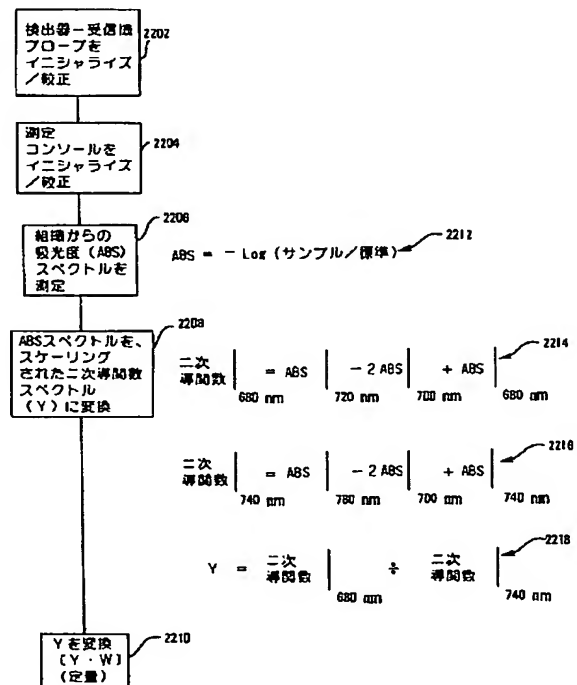 検出器－受信機
プローブを
イニシャライズ
／較正
2202
測定
コンソールを
イニシャライズ
／較正
2204
組織からの
吸光度（ABS）
スペクトルを
測定
2206
ABS = － Log（サンプル／標準）
2212
ABSスペクトルを、
スケーリング
された二次導関数
スペクトル
（Y）に変換
2208
二次
導関数 | = ABS | － 2 ABS | + ABS |
680 nm 720 nm 700 nm 680 nm
2214
二次
導関数 | = ABS | － 2 ABS | + ABS |
740 nm 780 nm 700 nm 740 nm
2216
Y = 二次導関数 | ÷ 二次導関数 |
680 nm 740 nm
2218
Yを変換
［Y・W］
（定量）
2210